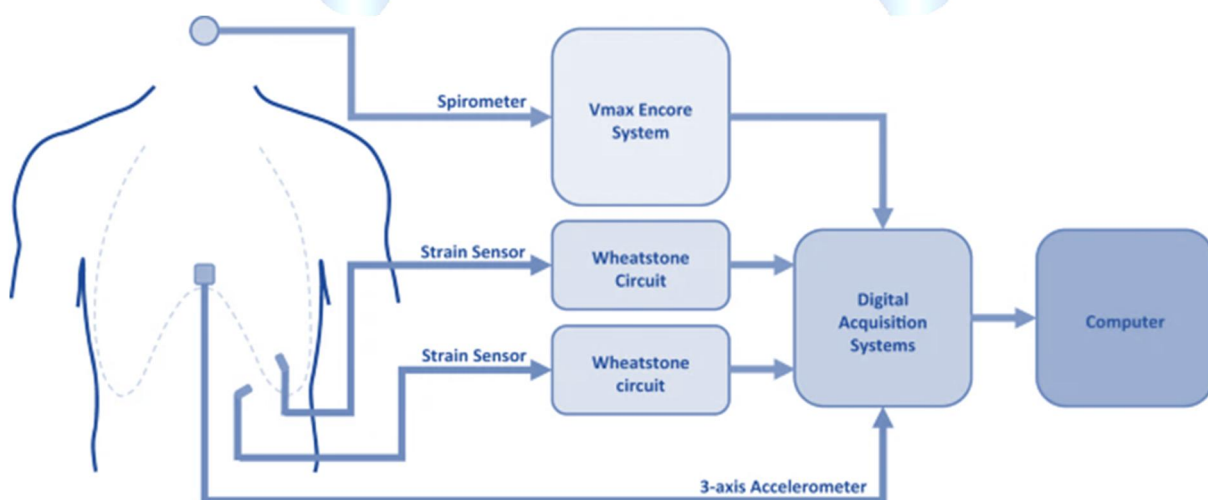 Spirometer
Vmax Encore
System
Strain Sensor
Wheatstone
Circuit
Strain Sensor
Wheatstone
circuit
Digital
Acquisition
Systems
Computer
3-axis Accelerometer